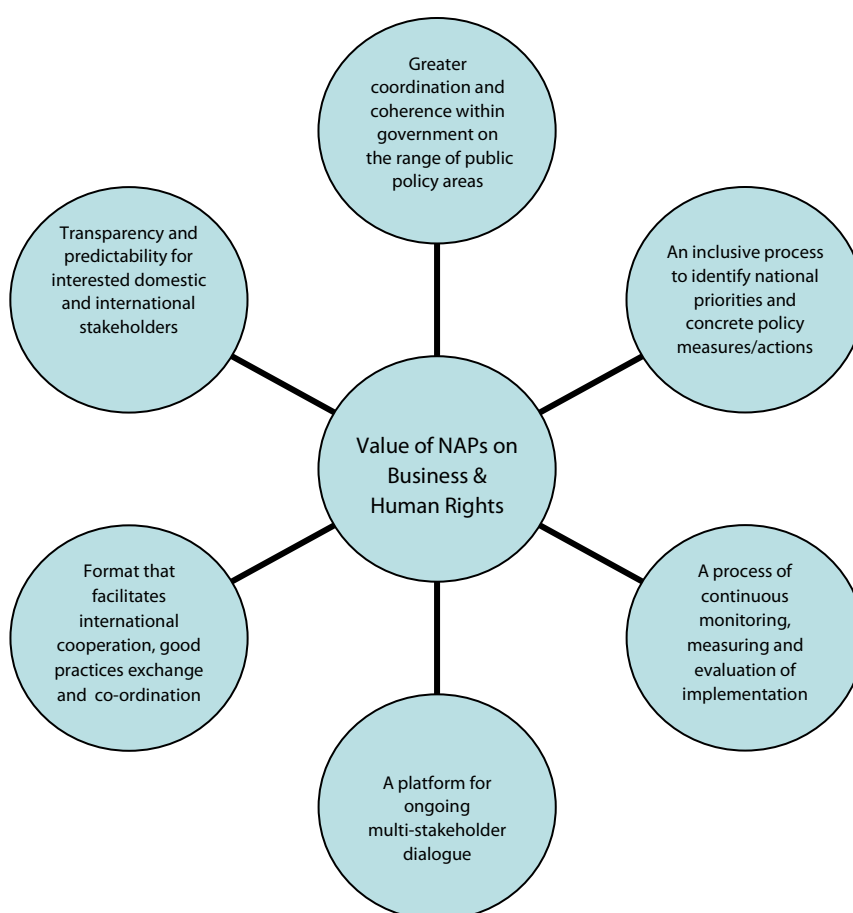 Greater
coordination and
coherence within
government on
the range of public
policy areas
Transparency and
predictability for
interested domestic
and international
stakeholders
An inclusive process
to identify national
priorities and
concrete policy
measures/actions
Value of NAPs on
Business &
Human Rights
Format that
facilitates
international
cooperation, good
practices exchange
and co-ordination
A process of
continuous
monitoring,
measuring and
evaluation of
implementation
A platform for
ongoing
multi-stakeholder
dialogue